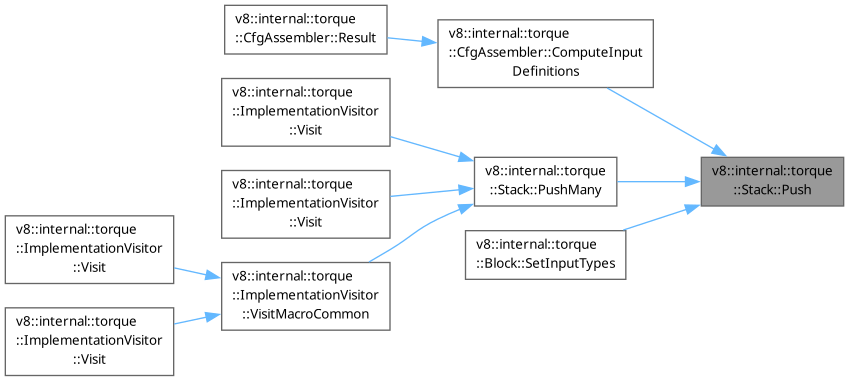 v8::internal::torque
::CfgAssembler::Result
v8::internal::torque
::CfgAssembler::ComputeInput
Definitions
v8::internal::torque
::ImplementationVisitor
::Visit
v8::internal::torque
::Stack::PushMany
v8::internal::torque
::Stack::Push
v8::internal::torque
::ImplementationVisitor
::Visit
v8::internal::torque
::ImplementationVisitor
::Visit
v8::internal::torque
::Block::SetInputTypes
v8::internal::torque
::ImplementationVisitor
::VisitMacroCommon
v8::internal::torque
::ImplementationVisitor
::Visit